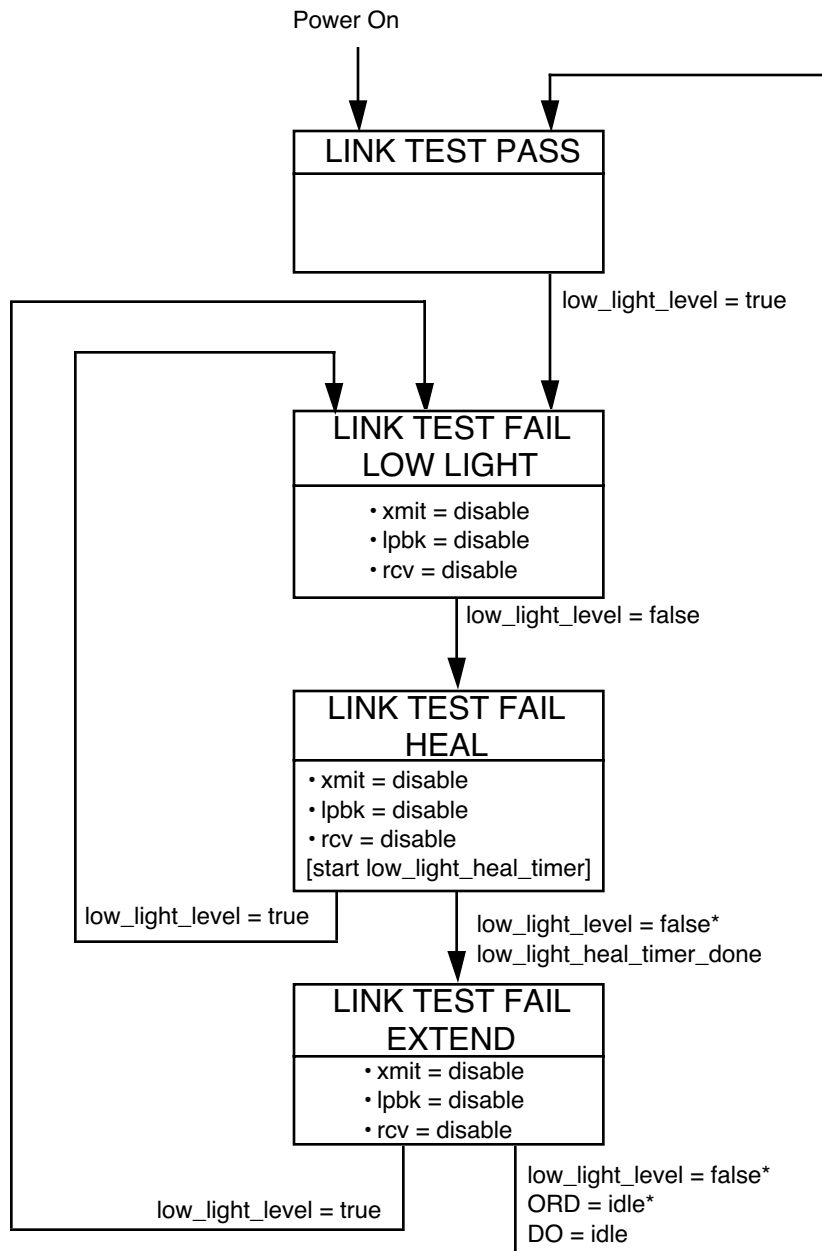 Power On
LINK TEST PASS
low_light_level = true
LINK TEST FAIL
LOW LIGHT
• xmit = disable
• lpbk = disable
• rcv = disable
low_light_level = false
LINK TEST FAIL
HEAL
• xmit = disable
• lpbk = disable
• rcv = disable
[start low_light_heal_timer]
low_light_level = true
low_light_level = false*
low_light_heal_timer_done
LINK TEST FAIL
EXTEND
• xmit = disable
• lpbk = disable
• rcv = disable
low_light_level = true
low_light_level = false*
ORD = idle*
DO = idle